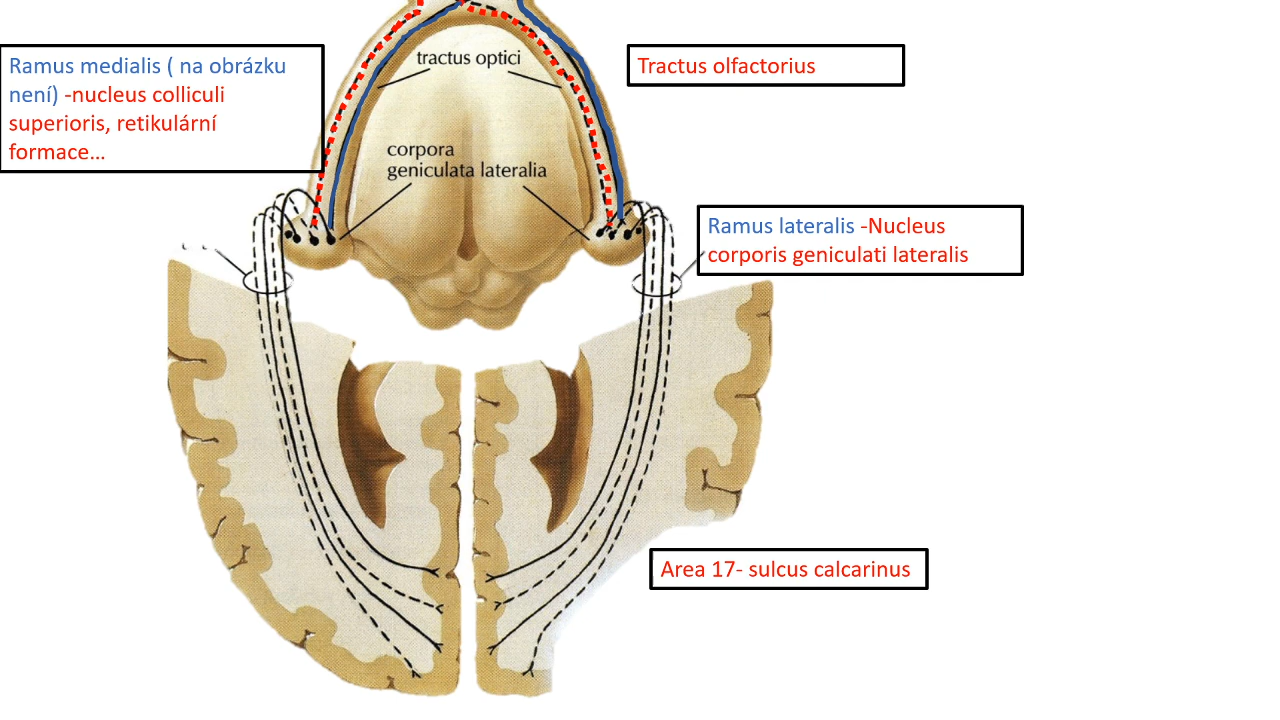 Ramus medialis ( na obrázku
není) -nucleus colliculi
superioris, retikulární
formace...
tractus optici
Tractus olfactorius
corpora
geniculata lateralia
Ramus lateralis -Nucleus
corporis geniculati lateralis
Area 17- sulcus calcarinus